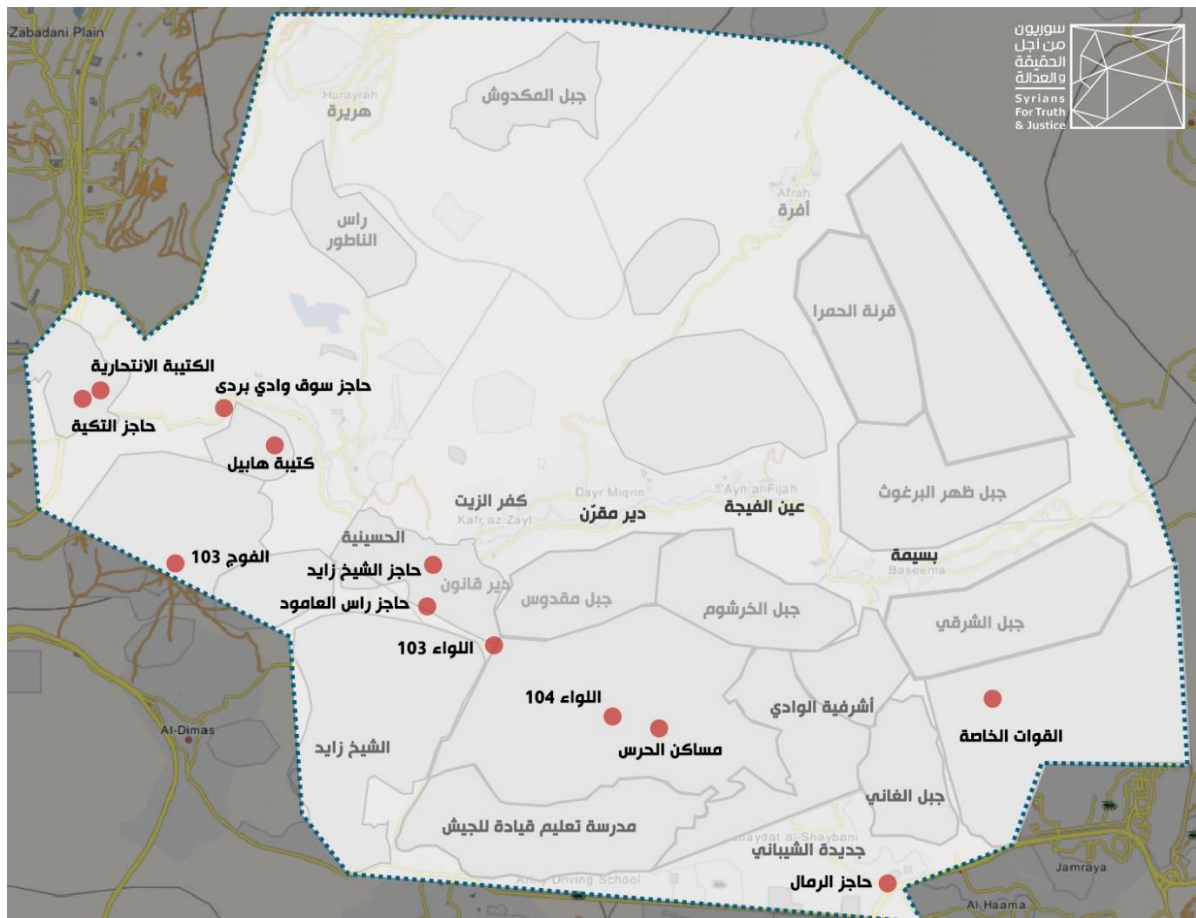 Zabadani Plain
سوريون
من أجل
الحقيقة
والعدالة
Syrians
For Truth
& Justice
Hurayrah
هريرة
جبل المكدوش
Afrah
أفرة
راس
الناطور
قرنة الحمرا
الكتيبة الانتحارية
حاجز سوق وادي بردى
حاجز التكية
كتيبة هابيل
كفر الزيت
Kafr az Zayt
Dayr Miqrin
دير مقرّن
Ayn al-Fijah
عين الفيجة
جبل ظهر البرغوث
الحسينية
بسيمة
Baseema
الفوج 103
حاجز الشيخ زايد
دير قانون
حاجز راس العامود
جبل مقدوس
جبل الخرشوم
جبل الشرقي
اللواء 103
اللواء 104
مساكن الحرس
أشرفية الوادي
القوات الخاصة
Al-Dimas
الشيخ زايد
جبل الغاني
مدرسة تعليم قيادة للجيش
Army Driving School
جديدة الشيباني
حاجز الرمال
Jamraya
Al Haama